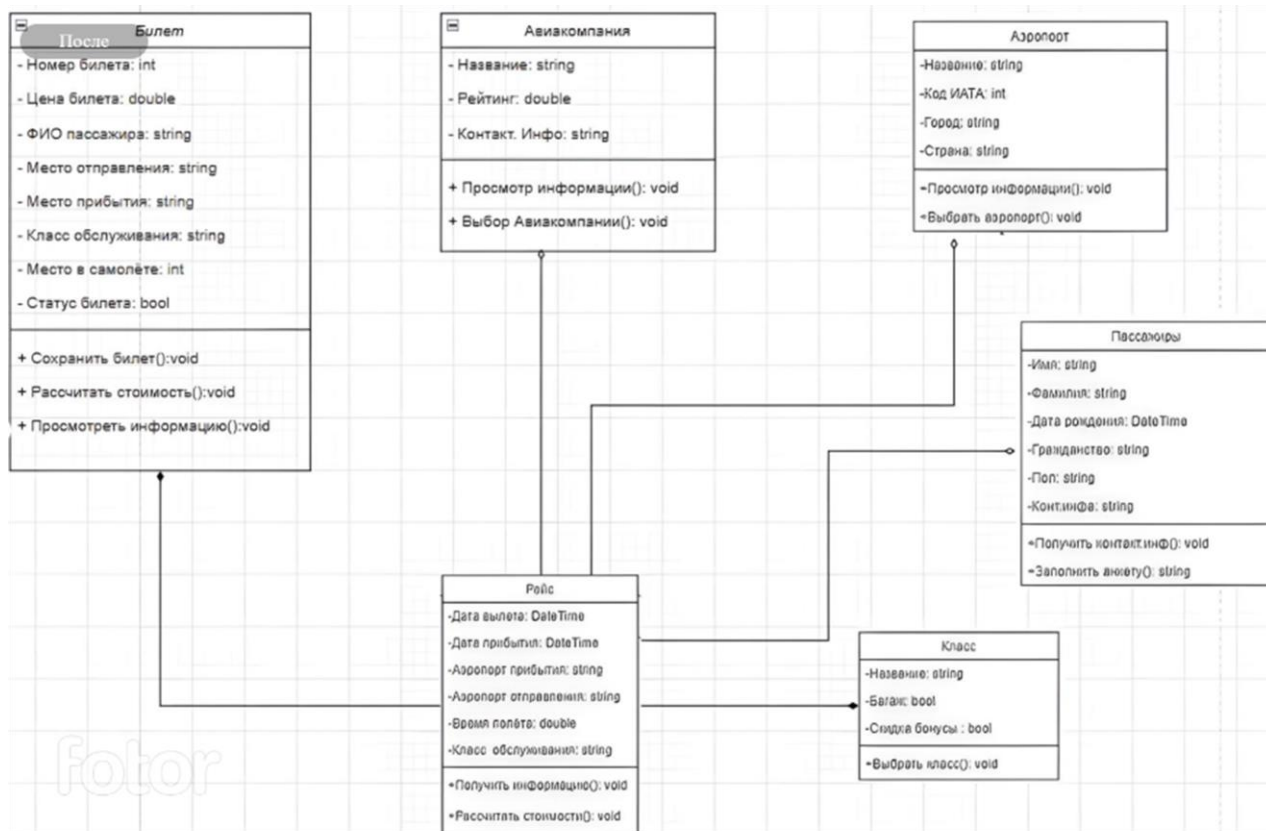 После
Билет
- Номер билета: int
- Цена билета: double
- ФИО пассажира: string
- Место отправления: string
- Место прибытия: string
- Класс обслуживания: string
- Место в самолёте: int
- Статус билета: bool
+ Сохранить билет():void
+ Рассчитать стоимость():void
+ Просмотреть информацию():void
Авиакомпания
- Название: string
- Рейтинг: double
- Контакт. Инфо: string
+ Просмотр информации(): void
+ Выбор Авиакомпании(): void
Аэропорт
-Название: string
-Код ИАТА: int
-Город: string
-Страна: string
+Просмотр информации(): void
+Выбрать аэропорт(): void
Пассажиры
-Имя: string
-Фамилия: string
-Дата рождения: DateTime
-Гражданство: string
-Пол: string
-Конт.инфа: string
+Получить контакт.инф(): void
+Заполнить анкету(): string
Рейс
-Дата вылета: DateTime
-Дата прибытия: DateTime
-Аэропорт прибытия: string
-Аэропорт отправления: string
-Время полёта: double
-Класс обслуживания: string
+Получить информацию(): void
+Рассчитать стоимости(): void
Класс
-Название: string
-Багаж: bool
-Скидка бонусы : bool
+Выбрать класс(): void
fotor